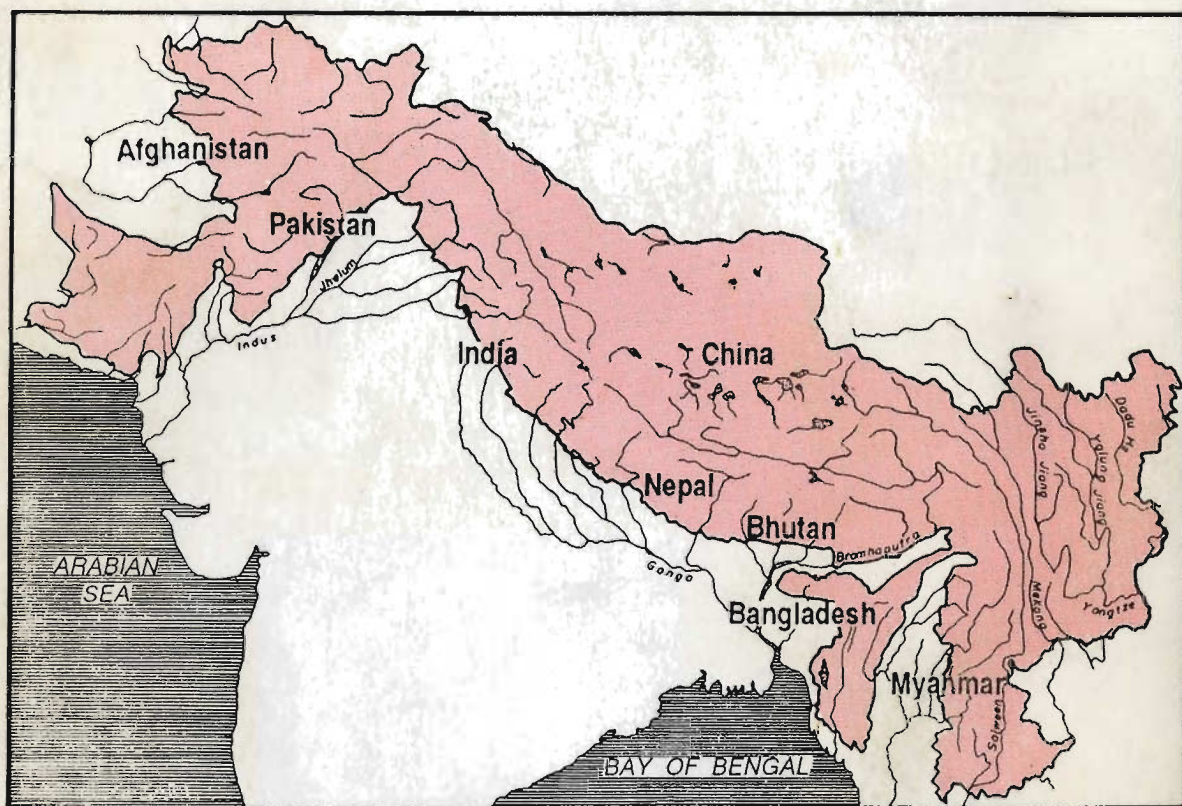 Afghanistan
Pakistan
Jhelum
Indus
India
China
Jinsha Jiang
Yalung Jiang
Dadu He
Nepal
Bhutan
Bramhaputra
Ganga
ARABIAN
SEA
Bangladesh
Mekong
Yangtze
Myanmar
Salween
BAY OF BENGAL